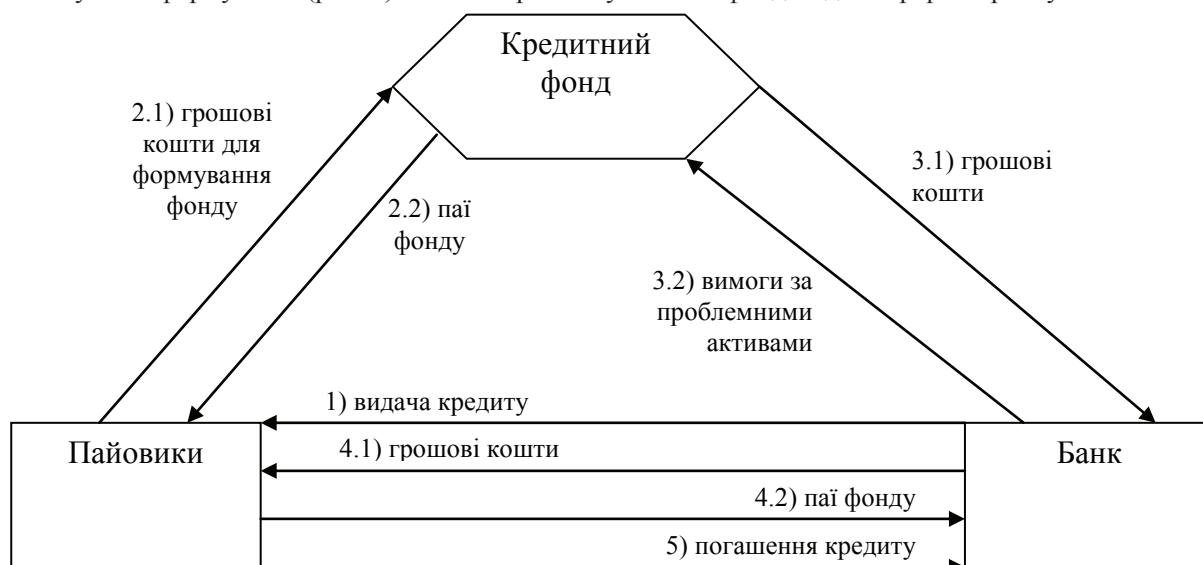 Кредитний
фонд
2.1) грошові
кошти для
формування
фонду
3.1) грошові
кошти
2.2) паї
фонду
3.2) вимоги за
проблемними
активами
1) видача кредиту
Пайовики
4.1) грошові кошти
Банк
4.2) паї фонду
5) погашення кредиту